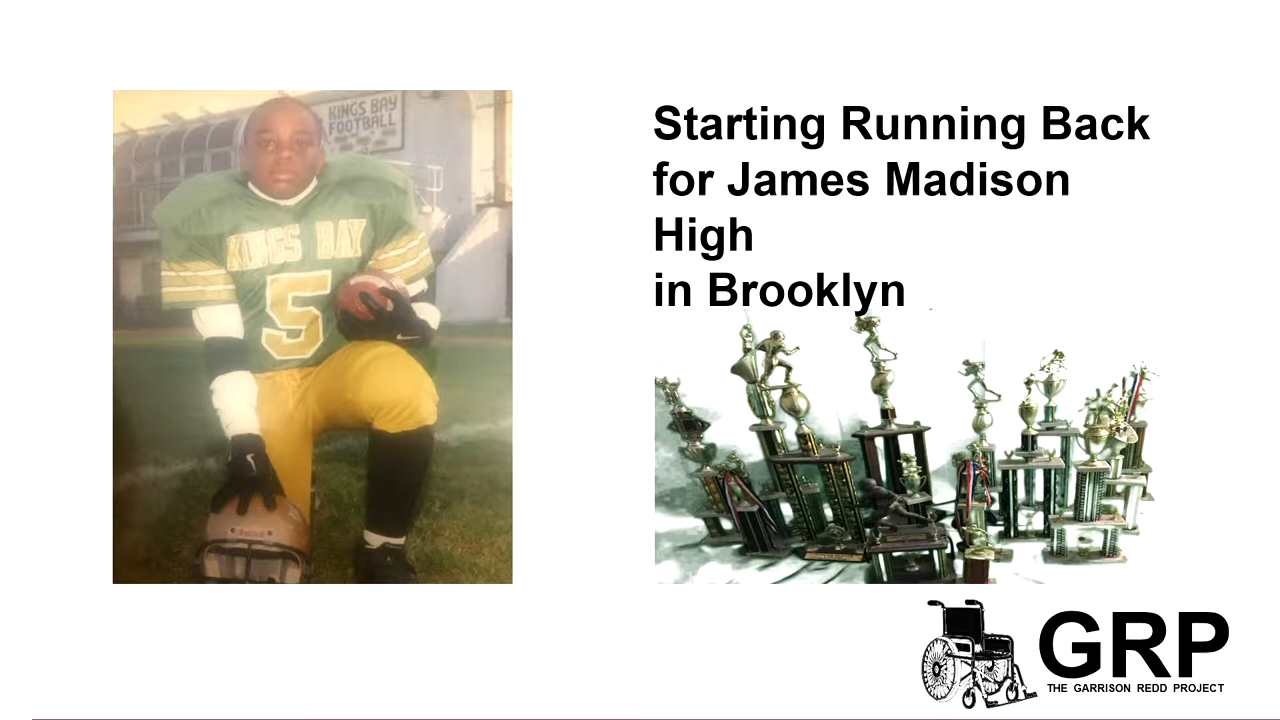 KINGS BAY
FOOTBALL
KINGS BAY
5
Starting Running Back
for James Madison
High
in Brooklyn
GRP
THE GARRISON REDD PROJECT